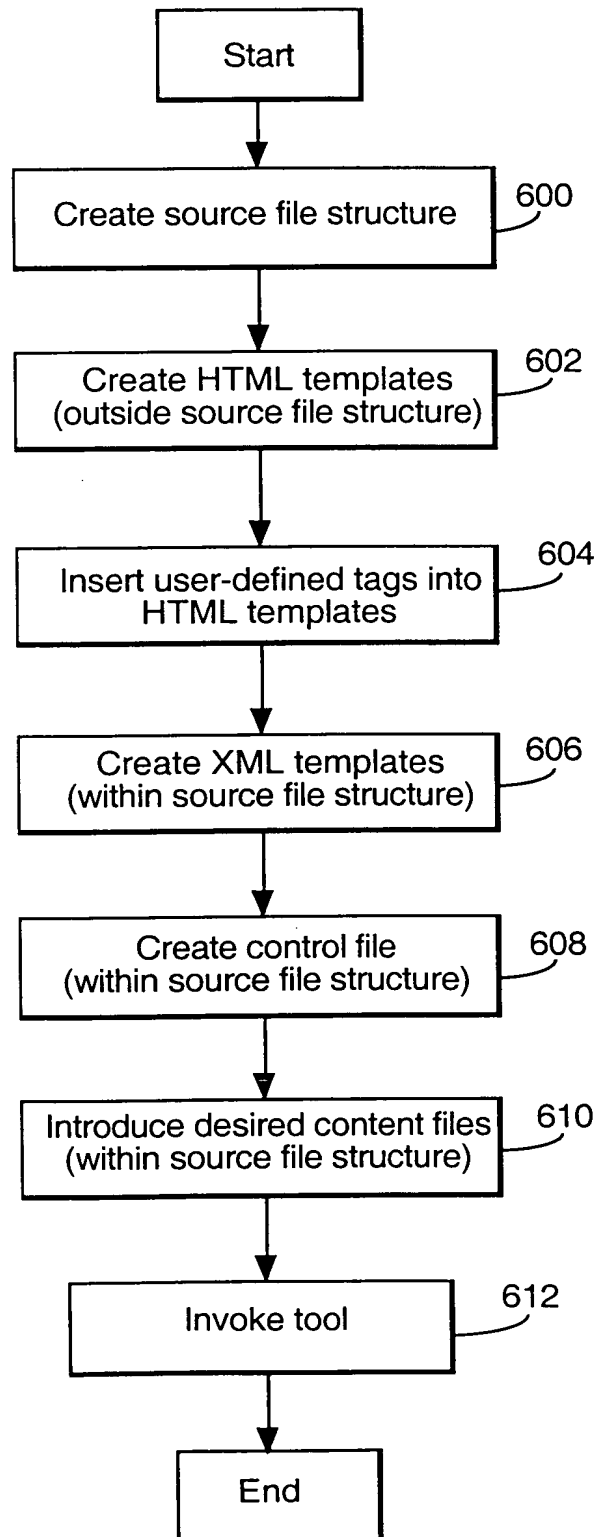 Start
Create source file structure
600
Create HTML templates
(outside source file structure)
602
Insert user-defined tags into
HTML templates
604
Create XML templates
(within source file structure)
606
Create control file
(within source file structure)
608
Introduce desired content files
(within source file structure)
610
Invoke tool
612
End